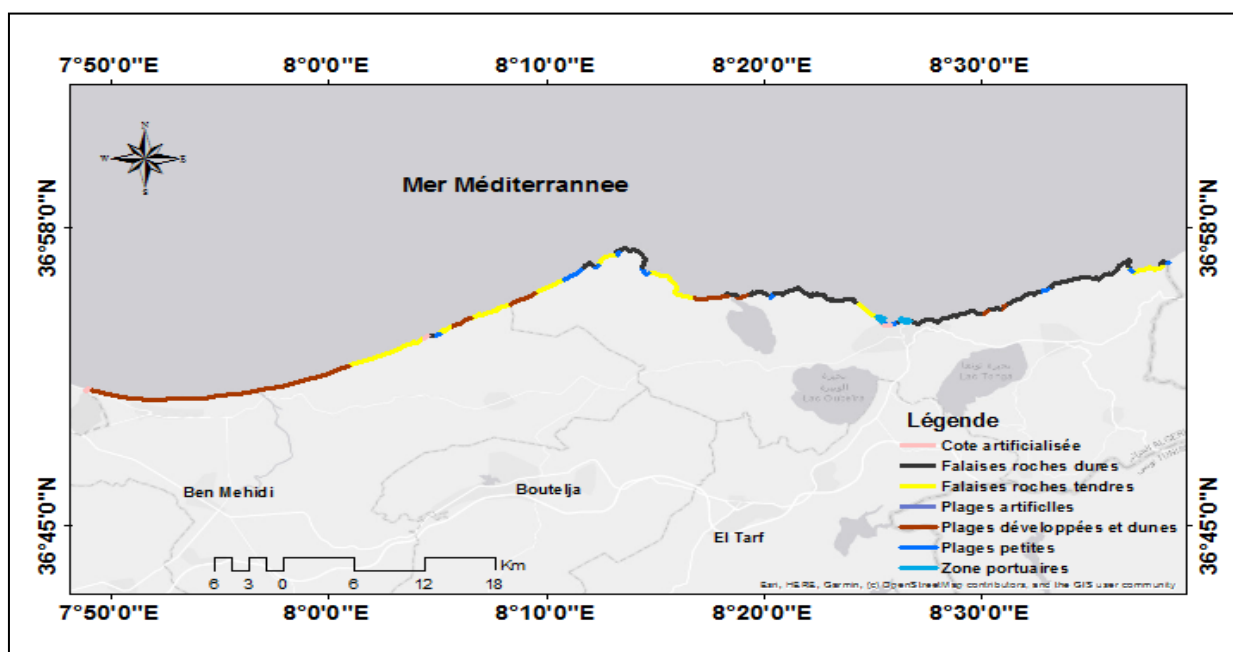 7°50'0"E 8°0'0"E 8°10'0"E 8°20'0"E 8°30'0"E
N
W E
S
Mer Méditerrannee
36°58'0"N 36°58'0"N
Lac Tonga
Lac Oubeira
Légende
Cote artificialisée
Falaises roches dures
Falaises roches tendres
Plages artificlles
Plages développées et dunes
Plages petites
Zone portuaires
Ben Mehidi
Boutelja
El Tarf
36°45'0"N 36°45'0"N
Km
6 3 0 6 12 18
Esri, HERE, Garmin, (c) OpenStreetMap contributors, and the GIS user community
7°50'0"E 8°0'0"E 8°10'0"E 8°20'0"E 8°30'0"E